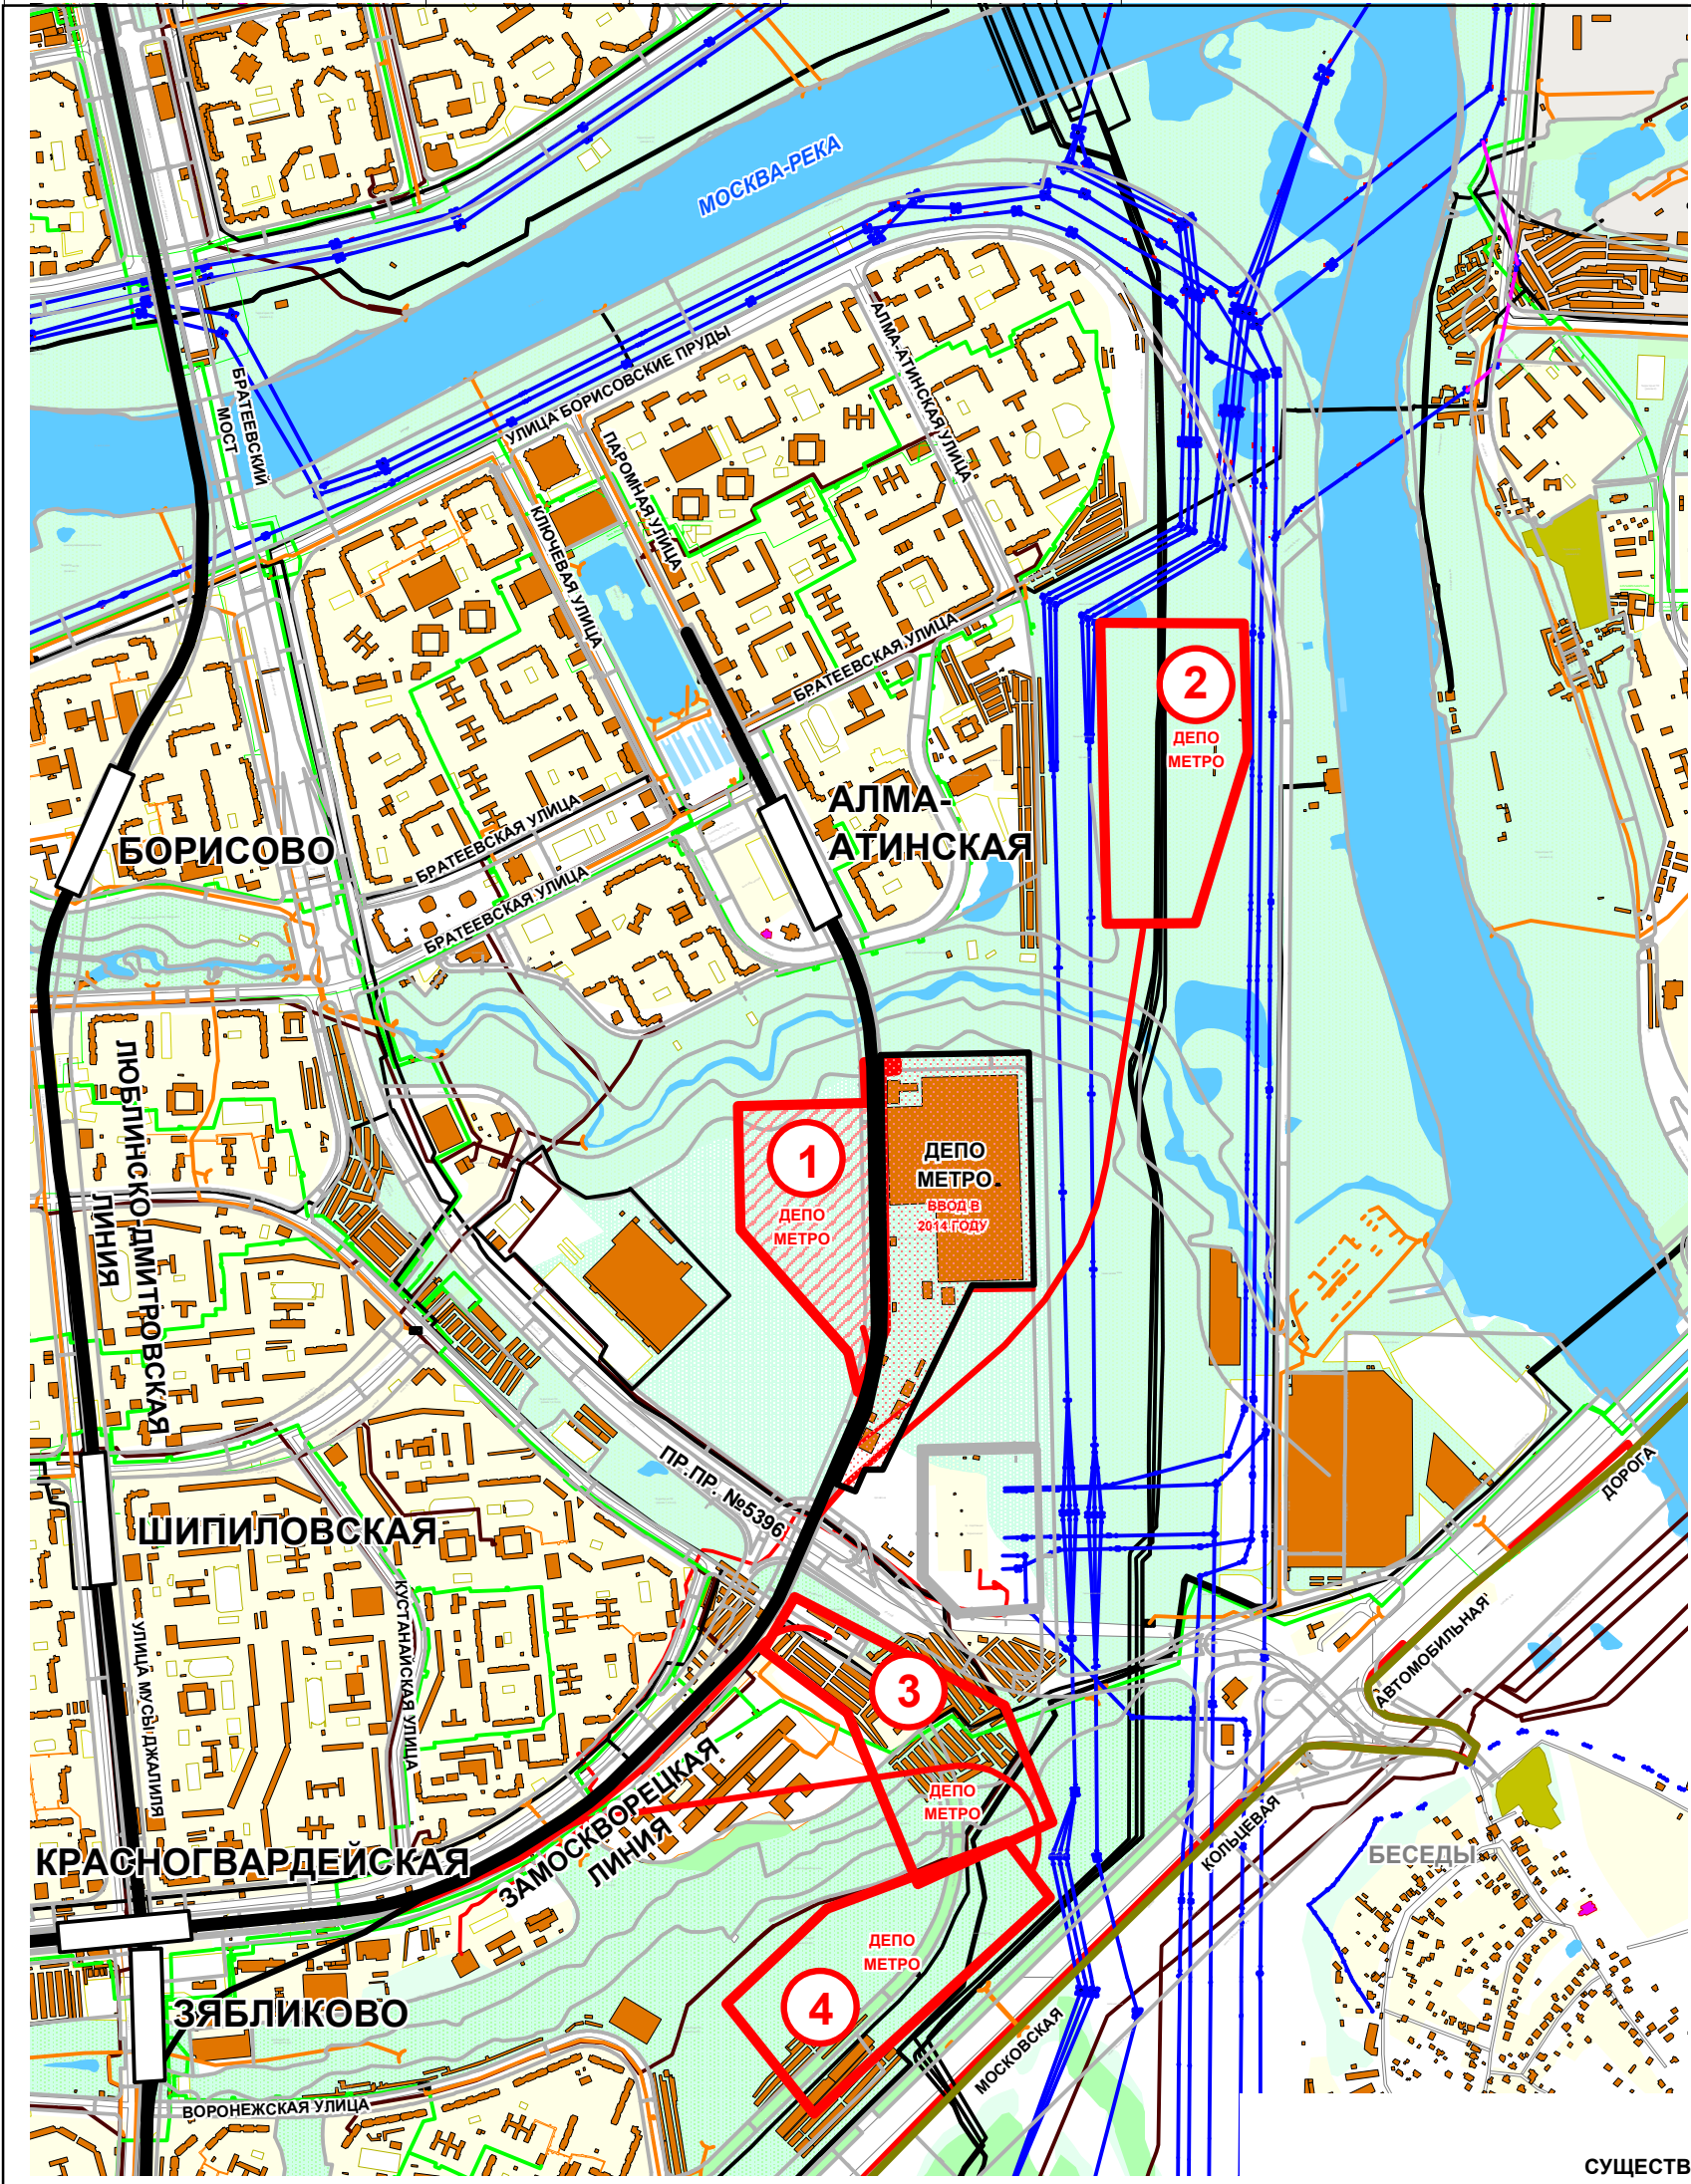 МОСКВА-РЕКА
БРАТЕЕВСКИЙ
МОСТ
УЛИЦА БОРИСОВСКИЕ ПРУДЫ
АЛМА-АТИНСКАЯ УЛИЦА
ПАРОМНАЯ УЛИЦА
КЛЮЧЕВАЯ УЛИЦА
БРАТЕЕВСКАЯ УЛИЦА
2
ДЕПО
МЕТРО
АЛМА-
АТИНСКАЯ
БОРИСОВО
БРАТЕЕВСКАЯ УЛИЦА
БРАТЕЕВСКАЯ УЛИЦА
ЛЮБЛИНСКО-ДМИТРОВСКАЯ
ЛИНИЯ
1
ДЕПО
МЕТРО
ДЕПО
МЕТРО
ВВОД В
2014 ГОДУ
ПР.ПР. №5396
ДОРОГА
ШИПИЛОВСКАЯ
КУСТАНАЙСКАЯ УЛИЦА
УЛИЦА МУСЫ ДЖАЛИЛЯ
АВТОМОБИЛЬНАЯ
3
ДЕПО
МЕТРО
ЗАМОСКВОРЕЦКАЯ
ЛИНИЯ
КОЛЬЦЕВАЯ
БЕСЕДЫ
КРАСНОГВАРДЕЙСКАЯ
ДЕПО
МЕТРО
4
ЗЯБЛИКОВО
МОСКОВСКАЯ
ВОРОНЕЖСКАЯ УЛИЦА
СУЩЕСТВ